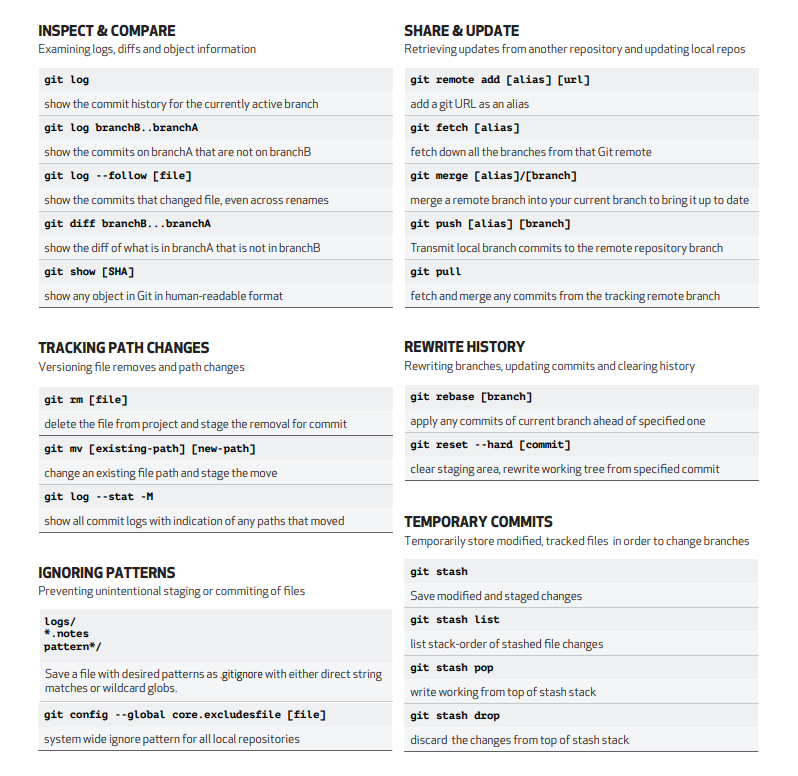 INSPECT & COMPARE
Examining logs, diffs and object information
git log
show the commit history for the currently active branch
git log branchB..branchA
show the commits on branchA that are not on branchB
git log --follow [file]
show the commits that changed file, even across renames
git diff branchB...branchA
show the diff of what is in branchA that is not in branchB
git show [SHA]
show any object in Git in human-readable format
TRACKING PATH CHANGES
Versioning file removes and path changes
git rm [file]
delete the file from project and stage the removal for commit
git mv [existing-path] [new-path]
change an existing file path and stage the move
git log --stat -M
show all commit logs with indication of any paths that moved
IGNORING PATTERNS
Preventing unintentional staging or commiting of files
logs/
*.notes
pattern*/
Save a file with desired patterns as .gitignore with either direct string
matches or wildcard globs.
git config --global core.excludesfile [file]
system wide ignore pattern for all local repositories
SHARE & UPDATE
Retrieving updates from another repository and updating local repos
git remote add [alias] [url]
add a git URL as an alias
git fetch [alias]
fetch down all the branches from that Git remote
git merge [alias]/[branch]
merge a remote branch into your current branch to bring it up to date
git push [alias] [branch]
Transmit local branch commits to the remote repository branch
git pull
fetch and merge any commits from the tracking remote branch
REWRITE HISTORY
Rewriting branches, updating commits and clearing history
git rebase [branch]
apply any commits of current branch ahead of specified one
git reset --hard [commit]
clear staging area, rewrite working tree from specified commit
TEMPORARY COMMITS
Temporarily store modified, tracked files in order to change branches
git stash
Save modified and staged changes
git stash list
list stack-order of stashed file changes
git stash pop
write working from top of stash stack
git stash drop
discard the changes from top of stash stack